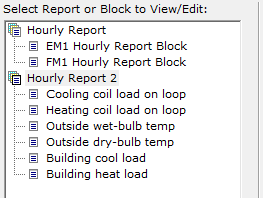 Select Report or Block to View/Edit:
Hourly Report
EM1 Hourly Report Block
FM1 Hourly Report Block
Hourly Report 2
Cooling coil load on loop
Heating coil load on loop
Outside wet-bulb temp
Outside dry-bulb temp
Building cool load
Building heat load